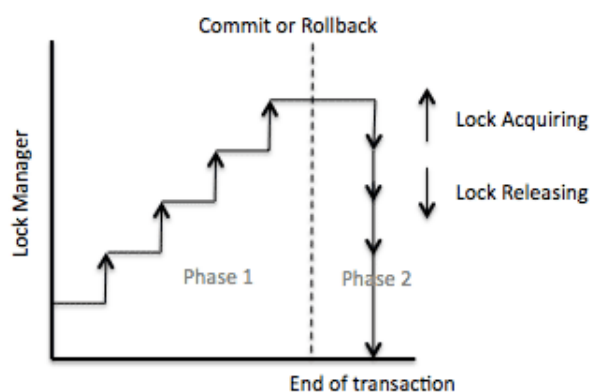 Commit or Rollback
Lock Manager
Lock Acquiring
Lock Releasing
Phase 1
Phase 2
End of transaction